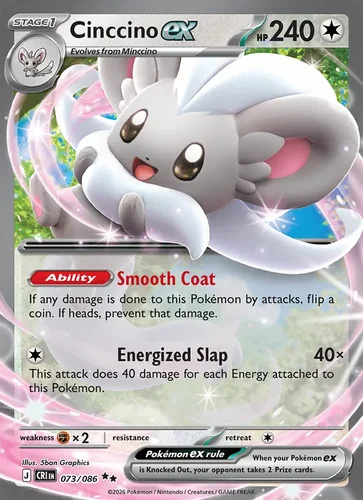 STAGE 1 Cinccino ex HP 240
Evolves from Minccino
Ability Smooth Coat
If any damage is done to this Pokémon by attacks, flip a
coin. If heads, prevent that damage.
Energized Slap 40×
This attack does 40 damage for each Energy attached to
this Pokémon.
weakness ×2 resistance retreat
Pokémon ex rule When your Pokémon ex
is Knocked Out, your opponent takes 2 Prize cards.
Illus. 5ban Graphics
J CRI EN 073/086 ★★
©2026 Pokémon / Nintendo / Creatures / GAME FREAK